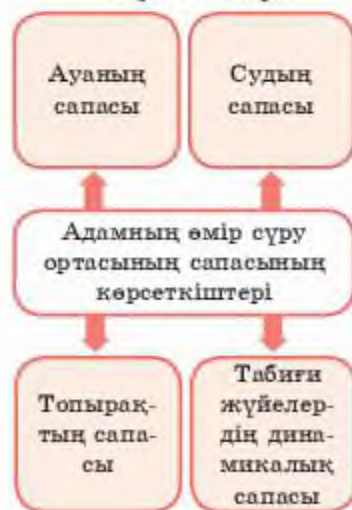 Ауаның
сапасы
Судың
сапасы
Адамның өмір сүру
ортасының сапасының
көрсеткіштері
Топырақ-
тың сапа-
сы
Табиғи
жүйелер-
дің дина-
микалық
сапасы